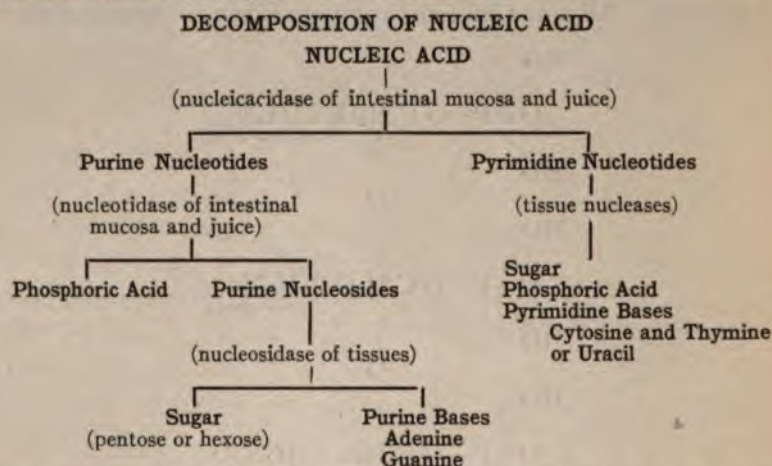 DECOMPOSITION OF NUCLEIC ACID
NUCLEIC ACID
(nucleicacidase of intestinal mucosa and juice)
Purine Nucleotides
Pyrimidine Nucleotides
(nucleotidase of intestinal
mucosa and juice)
(tissue nucleases)
Phosphoric Acid
Purine Nucleosides
Sugar
Phosphoric Acid
Pyrimidine Bases
Cytosine and Thymine
or Uracil
(nucleosidase of tissues)
Sugar
(pentose or hexose)
Purine Bases
Adenine
Guanine